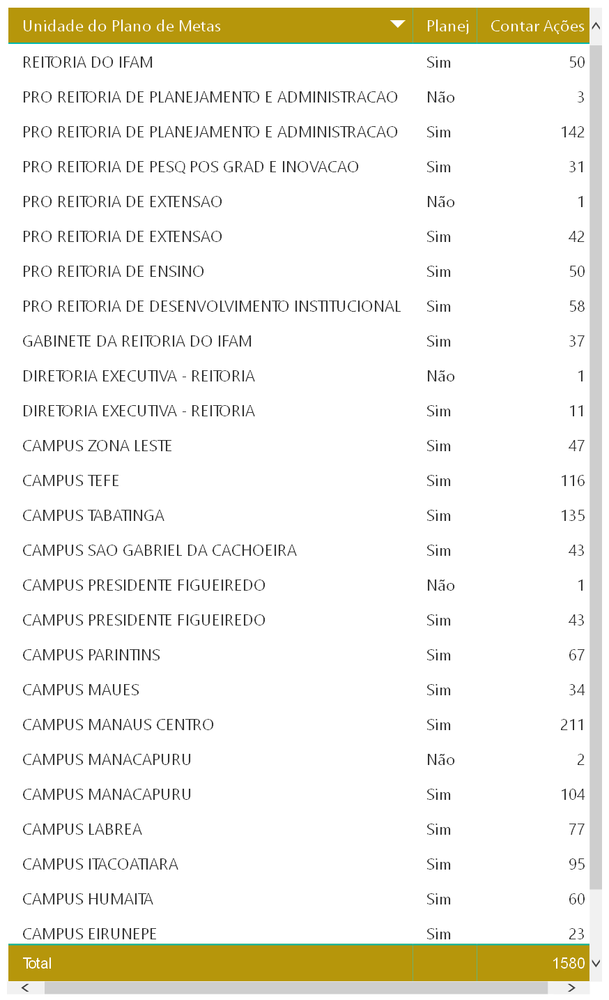 Unidade do Plano de Metas Planej Contar Ações
REITORIA DO IFAM Sim 50
PRO REITORIA DE PLANEJAMENTO E ADMINISTRACAO Não 3
PRO REITORIA DE PLANEJAMENTO E ADMINISTRACAO Sim 142
PRO REITORIA DE PESQ POS GRAD E INOVACAO Sim 31
PRO REITORIA DE EXTENSAO Não 1
PRO REITORIA DE EXTENSAO Sim 42
PRO REITORIA DE ENSINO Sim 50
PRO REITORIA DE DESENVOLVIMENTO INSTITUCIONAL Sim 58
GABINETE DA REITORIA DO IFAM Sim 37
DIRETORIA EXECUTIVA - REITORIA Não 1
DIRETORIA EXECUTIVA - REITORIA Sim 11
CAMPUS ZONA LESTE Sim 47
CAMPUS TEFE Sim 116
CAMPUS TABATINGA Sim 135
CAMPUS SAO GABRIEL DA CACHOEIRA Sim 43
CAMPUS PRESIDENTE FIGUEIREDO Não 1
CAMPUS PRESIDENTE FIGUEIREDO Sim 43
CAMPUS PARINTINS Sim 67
CAMPUS MAUES Sim 34
CAMPUS MANAUS CENTRO Sim 211
CAMPUS MANACAPURU Não 2
CAMPUS MANACAPURU Sim 104
CAMPUS LABREA Sim 77
CAMPUS ITACOATIARA Sim 95
CAMPUS HUMAITA Sim 60
CAMPUS EIRUNEPE Sim 23
Total 1580